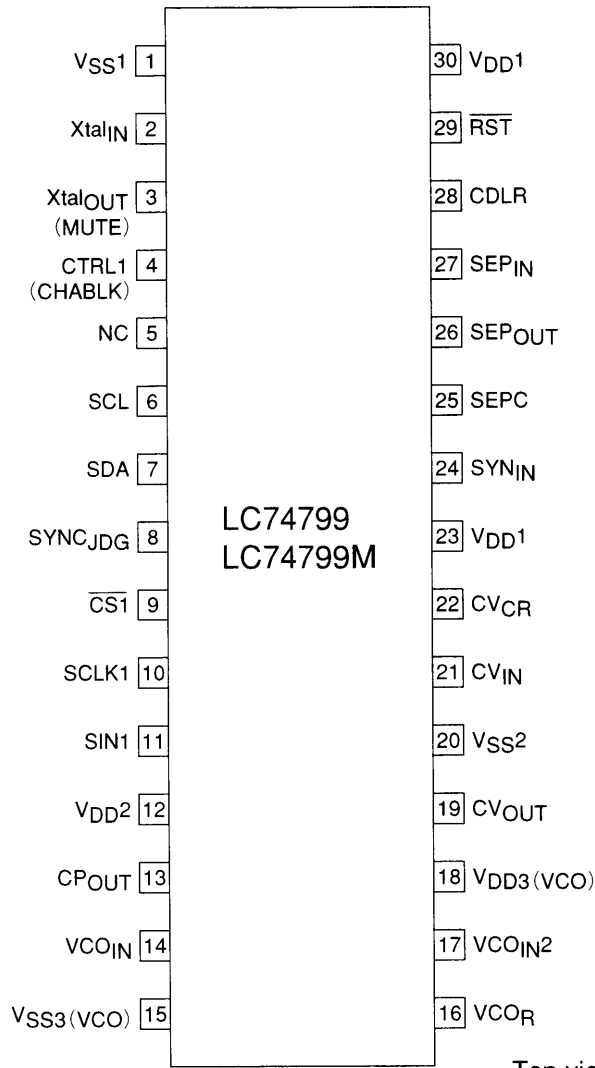 VSS1 1
XtalIN 2
XtalOUT 3
(MUTE)
CTRL1 4
(CHABLK)
NC 5
SCL 6
SDA 7
SYNCJDG 8
C̅S̅1̅ 9
SCLK1 10
SIN1 11
VDD2 12
CPOUT 13
VCOIN 14
VSS3(VCO) 15
LC74799
LC74799M
30 VDD1
29 R̅S̅T̅
28 CDLR
27 SEPIN
26 SEPOUT
25 SEPC
24 SYNIN
23 VDD1
22 CVCR
21 CVIN
20 VSS2
19 CVOUT
18 VDD3(VCO)
17 VCOIN2
16 VCOR